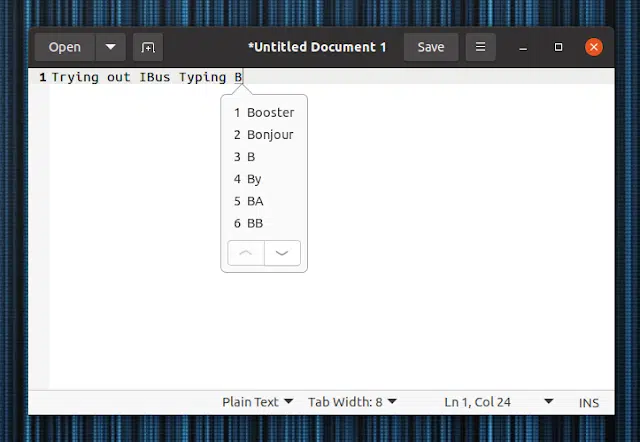 Open
*Untitled Document 1
Save
1 Trying out IBus Typing B
1 Booster
2 Bonjour
3 B
4 By
5 BA
6 BB
Plain Text
Tab Width: 8
Ln 1, Col 24
INS